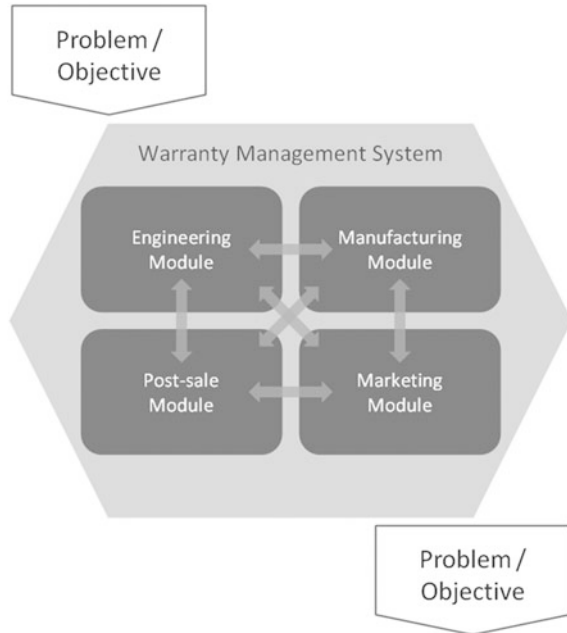 Problem /
Objective
Warranty Management System
Engineering
Module
Manufacturing
Module
Post-sale
Module
Marketing
Module
Problem /
Objective